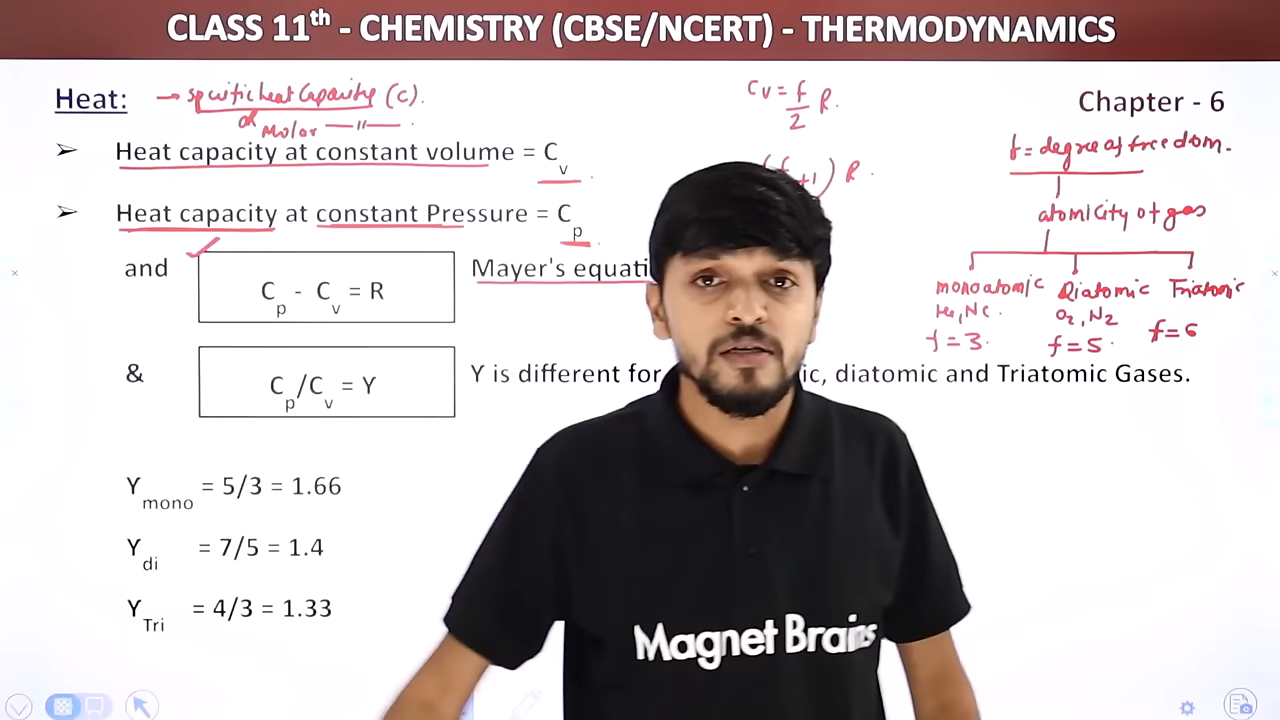 CLASS 11th - CHEMISTRY (CBSE/NCERT) - THERMODYNAMICS
Heat: → specific heat Capacity (C).
or Molar —"—.
Cv = f/2 R.
Chapter - 6
f = degree of freedom.
➢ Heat capacity at constant volume = Cv
+1) R.
➢ Heat capacity at constant Pressure = Cp
atomicity of gas
and Cp - Cv = R Mayer's equati
monoatomic Diatomic Triatomic
O2, N2
f = 3. f = 5. f = 6
& Cp/Cv = Y Y is different for ic, diatomic and Triatomic Gases.
Ymono = 5/3 = 1.66
Ydi = 7/5 = 1.4
YTri = 4/3 = 1.33
Magnet Brains